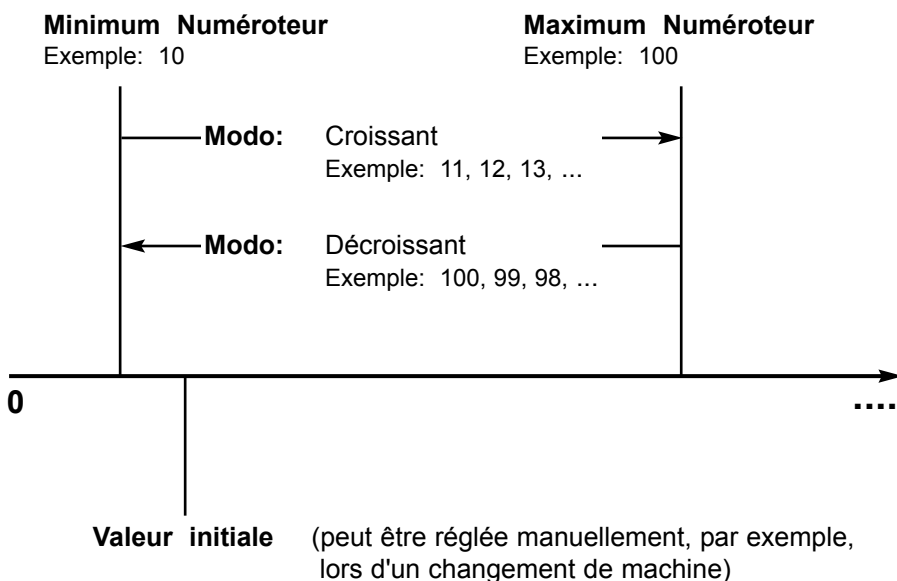 Minimum Numéroteur
Exemple: 10
Maximum Numéroteur
Exemple: 100
Modo: Croissant
Exemple: 11, 12, 13, ...
Modo: Décroissant
Exemple: 100, 99, 98, ...
0 ....
Valeur initiale (peut être réglée manuellement, par exemple,
lors d'un changement de machine)